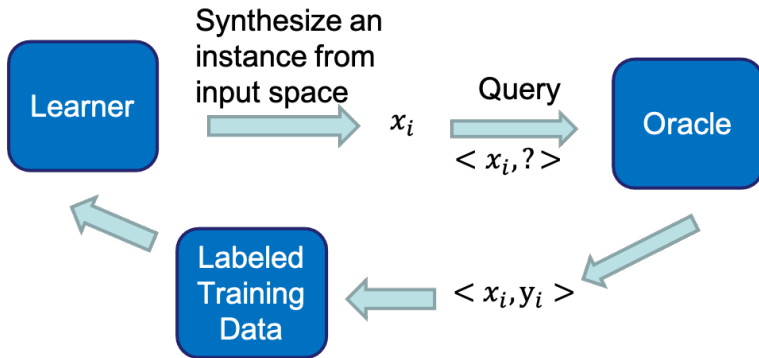 Synthesize an
instance from
input space
Learner
x_i
Query
< x_i, ? >
Oracle
Labeled
Training
Data
< x_i, y_i >